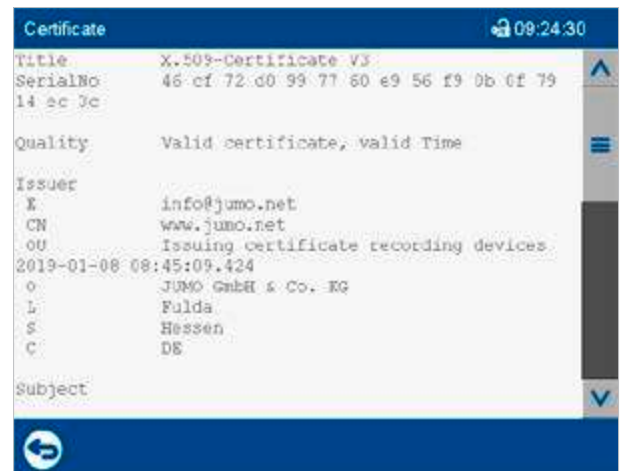 Certificate 09:24:30
Title X.509-Certificate V3
SerialNo 46 cf 72 d0 99 77 60 e9 56 f9 0b 0f 79
14 ec 3c
Quality Valid certificate, valid Time
Issuer
E info@jumo.net
CN www.jumo.net
OU Issuing certificate recording devices
2019-01-08 08:45:09.424
O JUMO GmbH & Co. KG
L Fulda
S Hessen
C DE
Subject